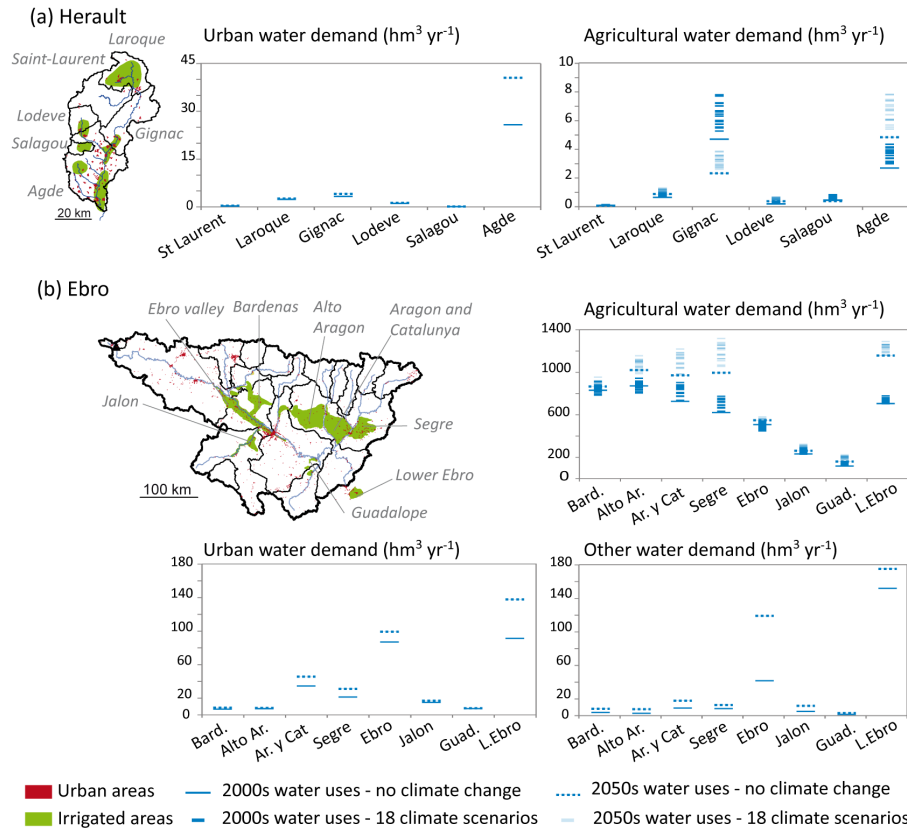 (a) Herault
Laroque
Saint-Laurent
Lodeve
Salagou
Gignac
Agde
20 km
Urban water demand (hm³ yr⁻¹)
45
30
15
0
St Laurent
Laroque
Gignac
Lodeve
Salagou
Agde
Agricultural water demand (hm³ yr⁻¹)
10
8
6
4
2
0
St Laurent
Laroque
Gignac
Lodeve
Salagou
Agde
(b) Ebro
Ebro valley
Bardenas
Alto
Aragon
Aragon and
Catalunya
Jalon
Segre
Lower Ebro
Guadalope
100 km
Agricultural water demand (hm³ yr⁻¹)
1400
1000
600
200
0
Bard.
Alto Ar.
Ar. y Cat
Segre
Ebro
Jalon
Guad.
L.Ebro
Urban water demand (hm³ yr⁻¹)
180
140
100
60
20
0
Bard.
Alto Ar.
Ar. y Cat
Segre
Ebro
Jalon
Guad.
L.Ebro
Other water demand (hm³ yr⁻¹)
180
140
100
60
20
0
Bard.
Alto Ar.
Ar. y Cat
Segre
Ebro
Jalon
Guad.
L.Ebro
Urban areas
2000s water uses - no climate change
2050s water uses - no climate change
Irrigated areas
2000s water uses - 18 climate scenarios
2050s water uses - 18 climate scenarios